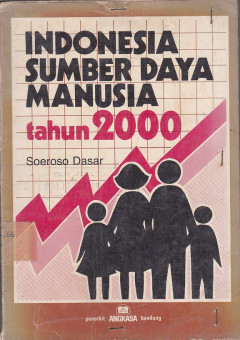 INDONESIA
SUMBER DAYA
MANUSIA
tahun 2000
Soeroso Dasar
penerbit ANGKASA bandung